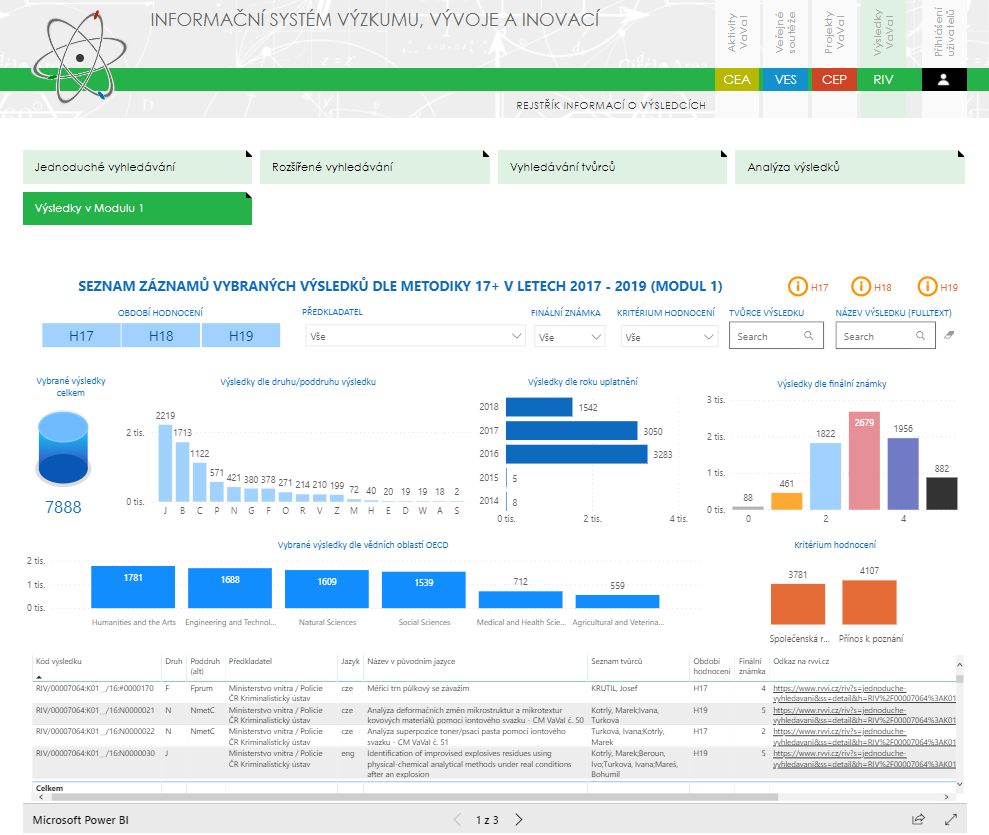 INFORMAČNÍ SYSTÉM VÝZKUMU, VÝVOJE A INOVACÍ
Aktivity VaVaI
Veřejné soutěže
Projekty VaVaI
Výsledky VaVaI
Přihlášení uživatelů
CEA
VES
CEP
RIV
REJSTŘÍK INFORMACÍ O VÝSLEDCÍCH
Jednoduché vyhledávání
Rozšířené vyhledávání
Vyhledávání tvůrců
Analýza výsledků
Výsledky v Modulu 1
SEZNAM ZÁZNAMŮ VYBRANÝCH VÝSLEDKŮ DLE METODIKY 17+ V LETECH 2017 - 2019 (MODUL 1)
H17
H18
H19
OBDOBÍ HODNOCENÍ
PŘEDKLADATEL
FINÁLNÍ ZNÁMKA
KRITÉRIUM HODNOCENÍ
TVŮRCE VÝSLEDKU
NÁZEV VÝSLEDKU (FULLTEXT)
H17
H18
H19
Vše
Vše
Vše
Search
Search
Vybrané výsledky
celkem
7888
Výsledky dle druhu/poddruhu výsledku
2 tis.
0 tis.
2219 1713 1122 571 421 380 378 271 214 210 199 72 40 20 19 19 18 2
J B C P N G F O R V Z M H E D W A S
Výsledky dle roku uplatnění
2018 1542
2017 3050
2016 3283
2015 5
2014 8
0 tis. 2 tis. 4 tis.
Výsledky dle finální známky
3 tis.
2 tis.
1 tis.
0 tis.
88 461 1822 2679 1956 882
0 2 4
Vybrané výsledky dle vědních oblastí OECD
2 tis.
1 tis.
0 tis.
1781 1688 1609 1539 712 559
Humanities and the Arts
Engineering and Technol...
Natural Sciences
Social Sciences
Medical and Health Scie...
Agricultural and Veterina...
Kritérium hodnocení
3781 4107
Společenská r...
Přínos k poznání
Kód výsledku Druh Poddruh (alt) Předkladatel Jazyk Název v původním jazyce Seznam tvůrců Období hodnocení Finální známka Odkaz na rvvi.cz
RIV/00007064:K01__/16:#0000170 F Fprum Ministerstvo vnitra / Policie ČR Kriminalistický ústav cze Měřící trn půlkový se závažím KRUTIL, Josef H17 4 https://www.rvvi.cz/riv?s=jednoduche-vyhledavani&ss=detail&h=RIV%2F00007064%3AK01
RIV/00007064:K01__/16:N0000021 N NmetC Ministerstvo vnitra / Policie ČR Kriminalistický ústav cze Analýza deformačních změn mikrostruktur a mikrotextur kovových materiálů pomocí iontového svazku - CM VaVaI č. 50 Kotrlý, Marek;Ivana, Turková H19 5 https://www.rvvi.cz/riv?s=jednoduche-vyhledavani&ss=detail&h=RIV%2F00007064%3AK01
RIV/00007064:K01__/16:N0000022 N NmetC Ministerstvo vnitra / Policie ČR Kriminalistický ústav cze Analýza superpozice toner/psací pasta pomocí iontového svazku - CM VaVaI č. 51 Turková, Ivana;Kotrlý, Marek H17 2 https://www.rvvi.cz/riv?s=jednoduche-vyhledavani&ss=detail&h=RIV%2F00007064%3AK01
RIV/00007064:K01__/16:N0000030 J Ministerstvo vnitra / Policie ČR Kriminalistický ústav eng Identification of improvised explosives residues using physical-chemical analytical methods under real conditions after an explosion Kotrlý, Marek;Beroun, Ivo;Turková, Ivana;Mareš, Bohumil H19 5 https://www.rvvi.cz/riv?s=jednoduche-vyhledavani&ss=detail&h=RIV%2F00007064%3AK01
Celkem
Microsoft Power BI
1 z 3